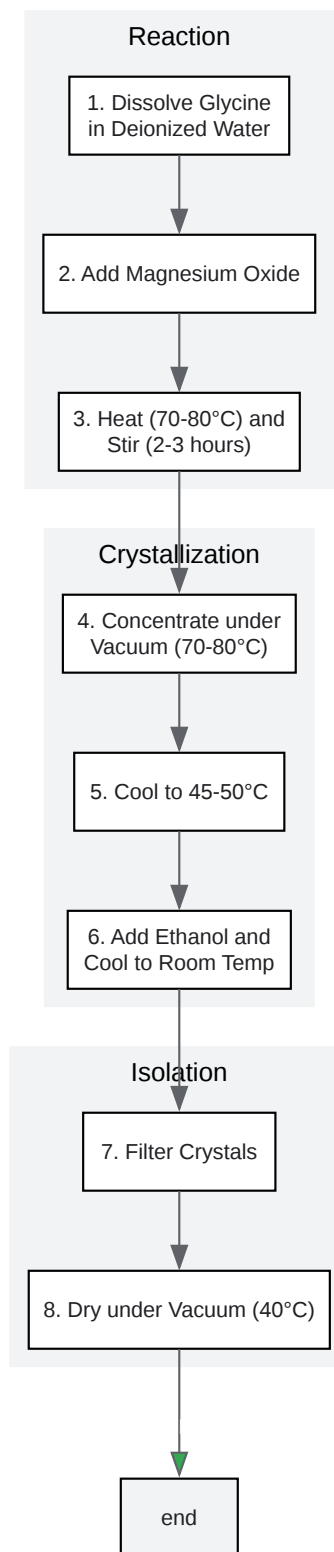 Reaction
1. Dissolve Glycine
in Deionized Water
2. Add Magnesium Oxide
3. Heat (70-80°C) and
Stir (2-3 hours)
Crystallization
4. Concentrate under
Vacuum (70-80°C)
5. Cool to 45-50°C
6. Add Ethanol and
Cool to Room Temp
Isolation
7. Filter Crystals
8. Dry under Vacuum (40°C)
end